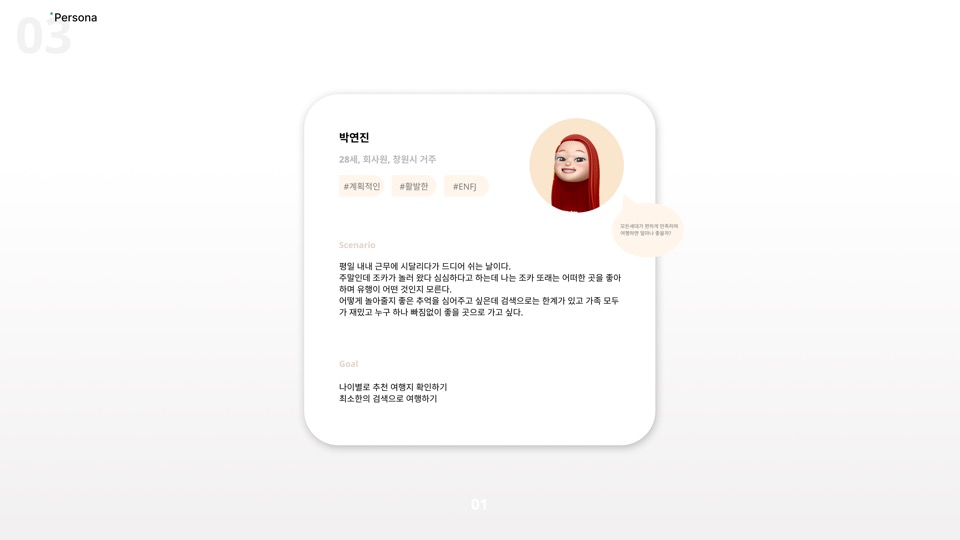 03
Persona
박연진
28세, 회사원, 창원시 거주
#계획적인 #활발한 #ENFJ
모든세대가 편하게 만족하며
여행하면 얼마나 좋을까?
Scenario
평일 내내 근무에 시달리다가 드디어 쉬는 날이다.
주말인데 조카가 놀러 왔다 심심하다고 하는데 나는 조카 또래는 어떠한 곳을 좋아
하며 유행이 어떤 것인지 모른다.
어떻게 놀아줄지 좋은 추억을 심어주고 싶은데 검색으로는 한계가 있고 가족 모두
가 재밌고 누구 하나 빠짐없이 좋을 곳으로 가고 싶다.
Goal
나이별로 추천 여행지 확인하기
최소한의 검색으로 여행하기
01